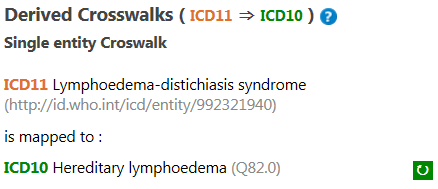 Derived Crosswalks ( ICD11 ⇒ ICD10 ) ?
Single entity Croswalk
ICD11 Lymphoedema-distichiasis syndrome
(http://id.who.int/icd/entity/992321940)
is mapped to :
ICD10 Hereditary lymphoedema (Q82.0)